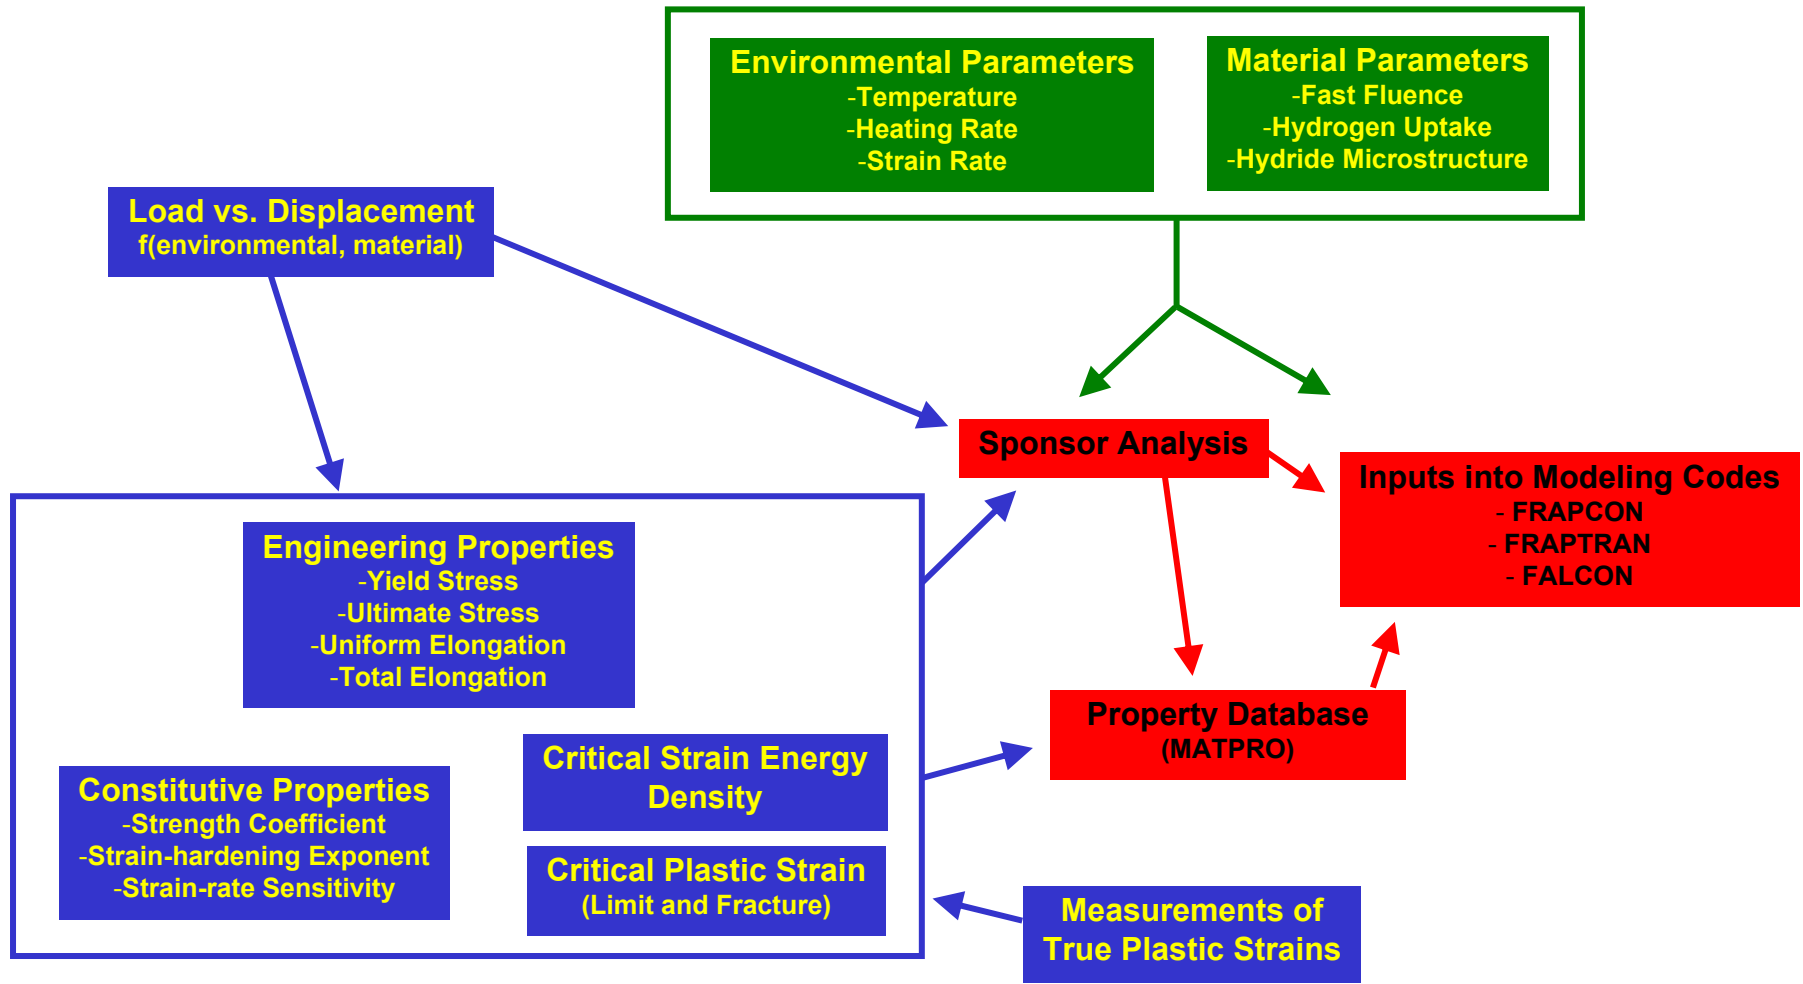 Environmental Parameters
-Temperature
-Heating Rate
-Strain Rate
Material Parameters
-Fast Fluence
-Hydrogen Uptake
-Hydride Microstructure
Load vs. Displacement
f(environmental, material)
Sponsor Analysis
Inputs into Modeling Codes
- FRAPCON
- FRAPTRAN
- FALCON
Engineering Properties
-Yield Stress
-Ultimate Stress
-Uniform Elongation
-Total Elongation
Property Database
(MATPRO)
Critical Strain Energy
Density
Constitutive Properties
-Strength Coefficient
-Strain-hardening Exponent
-Strain-rate Sensitivity
Critical Plastic Strain
(Limit and Fracture)
Measurements of
True Plastic Strains